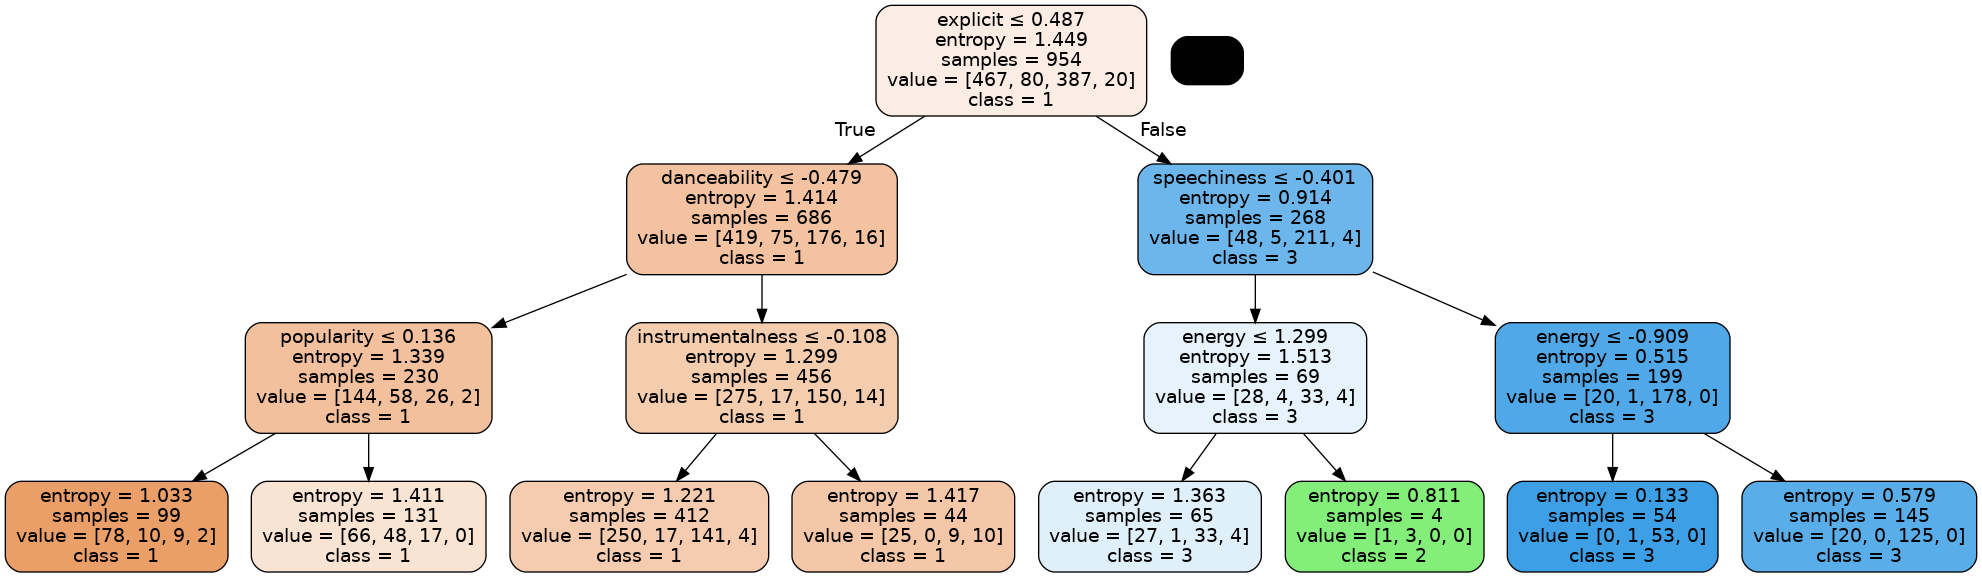 explicit ≤ 0.487
entropy = 1.449
samples = 954
value = [467, 80, 387, 20]
class = 1
True
False
danceability ≤ -0.479
entropy = 1.414
samples = 686
value = [419, 75, 176, 16]
class = 1
speechiness ≤ -0.401
entropy = 0.914
samples = 268
value = [48, 5, 211, 4]
class = 3
popularity ≤ 0.136
entropy = 1.339
samples = 230
value = [144, 58, 26, 2]
class = 1
instrumentalness ≤ -0.108
entropy = 1.299
samples = 456
value = [275, 17, 150, 14]
class = 1
energy ≤ 1.299
entropy = 1.513
samples = 69
value = [28, 4, 33, 4]
class = 3
energy ≤ -0.909
entropy = 0.515
samples = 199
value = [20, 1, 178, 0]
class = 3
entropy = 1.033
samples = 99
value = [78, 10, 9, 2]
class = 1
entropy = 1.411
samples = 131
value = [66, 48, 17, 0]
class = 1
entropy = 1.221
samples = 412
value = [250, 17, 141, 4]
class = 1
entropy = 1.417
samples = 44
value = [25, 0, 9, 10]
class = 1
entropy = 1.363
samples = 65
value = [27, 1, 33, 4]
class = 3
entropy = 0.811
samples = 4
value = [1, 3, 0, 0]
class = 2
entropy = 0.133
samples = 54
value = [0, 1, 53, 0]
class = 3
entropy = 0.579
samples = 145
value = [20, 0, 125, 0]
class = 3